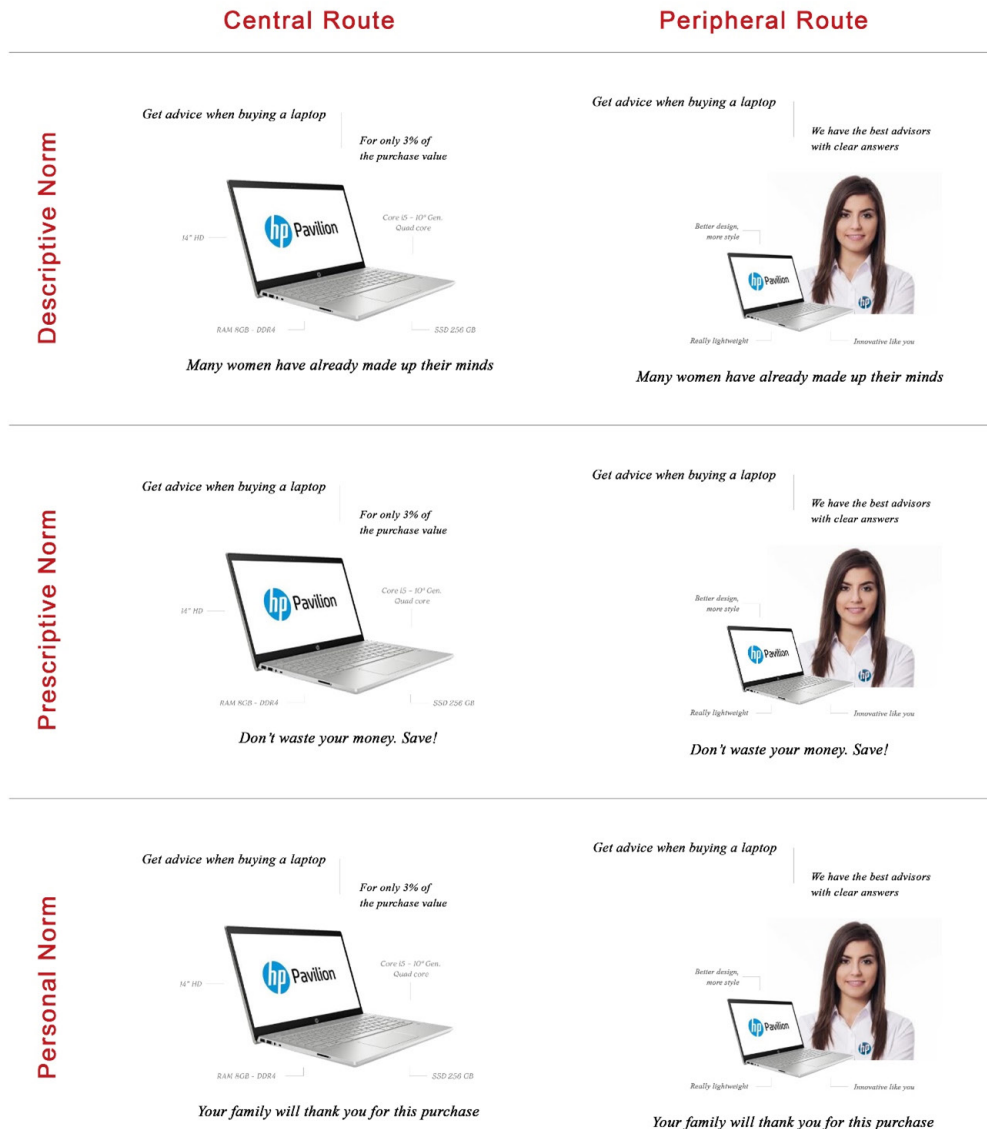 Central Route
Peripheral Route
Descriptive Norm
Get advice when buying a laptop
For only 3% of
the purchase value
14" HD
hp Pavilion
Core i5 - 10ª Gen.
Quad core
RAM 8GB - DDR4
SSD 256 GB
Many women have already made up their minds
Get advice when buying a laptop
We have the best advisors
with clear answers
Better design,
more style
hp Pavilion
hp
Really lightweight
Innovative like you
Many women have already made up their minds
Prescriptive Norm
Get advice when buying a laptop
For only 3% of
the purchase value
14" HD
hp Pavilion
Core i5 - 10ª Gen.
Quad core
RAM 8GB - DDR4
SSD 256 GB
Don't waste your money. Save!
Get advice when buying a laptop
We have the best advisors
with clear answers
Better design,
more style
hp Pavilion
hp
Really lightweight
Innovative like you
Don't waste your money. Save!
Personal Norm
Get advice when buying a laptop
For only 3% of
the purchase value
14" HD
hp Pavilion
Core i5 - 10ª Gen.
Quad core
RAM 8GB - DDR4
SSD 256 GB
Your family will thank you for this purchase
Get advice when buying a laptop
We have the best advisors
with clear answers
Better design,
more style
hp Pavilion
hp
Really lightweight
Innovative like you
Your family will thank you for this purchase